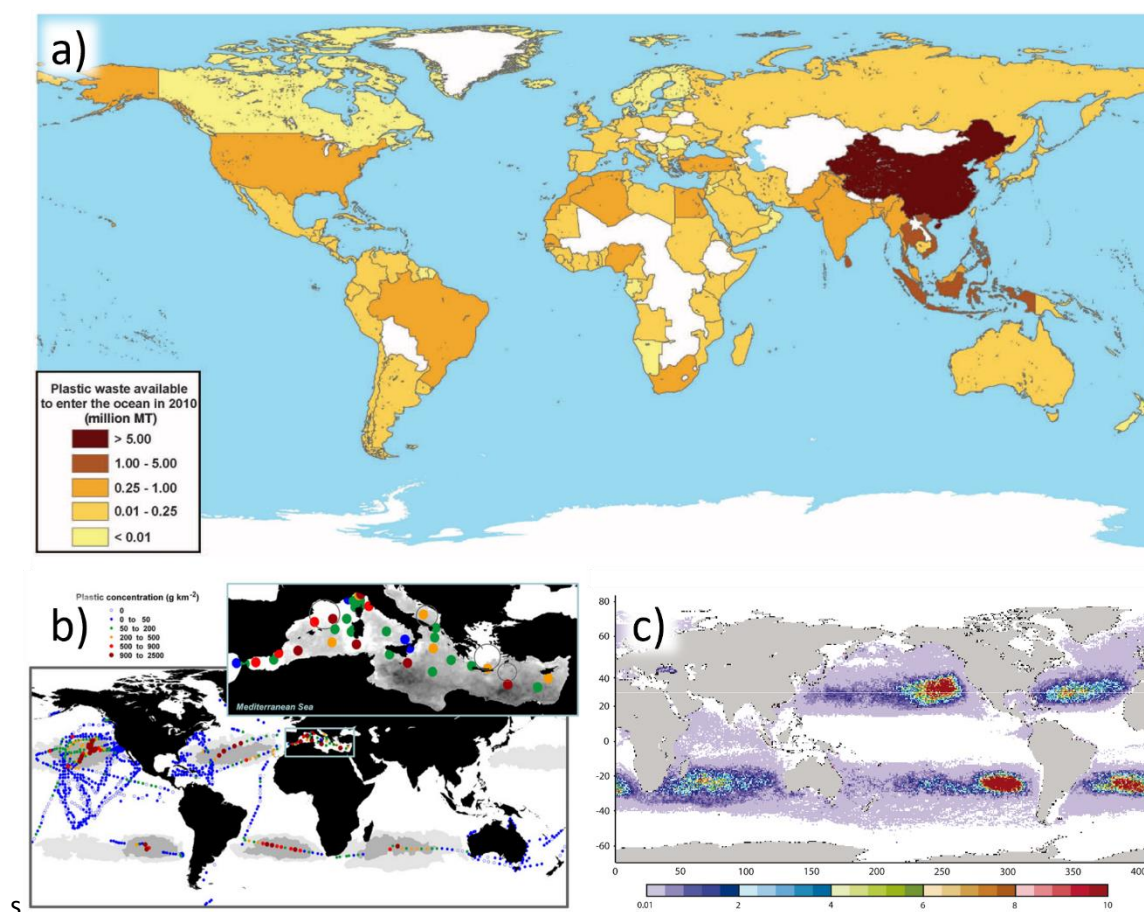 a)
Plastic waste available
to enter the ocean in 2010
(million MT)
> 5.00
1.00 - 5.00
0.25 - 1.00
0.01 - 0.25
< 0.01
b)
Plastic concentration (g km⁻²)
0
0 to 50
50 to 200
200 to 500
500 to 900
900 to 2500
Mediterranean Sea
c)
80
60
40
20
0
-20
-40
-60
0 50 100 150 200 250 300 350 400
0.01 2 4 6 8 10
s